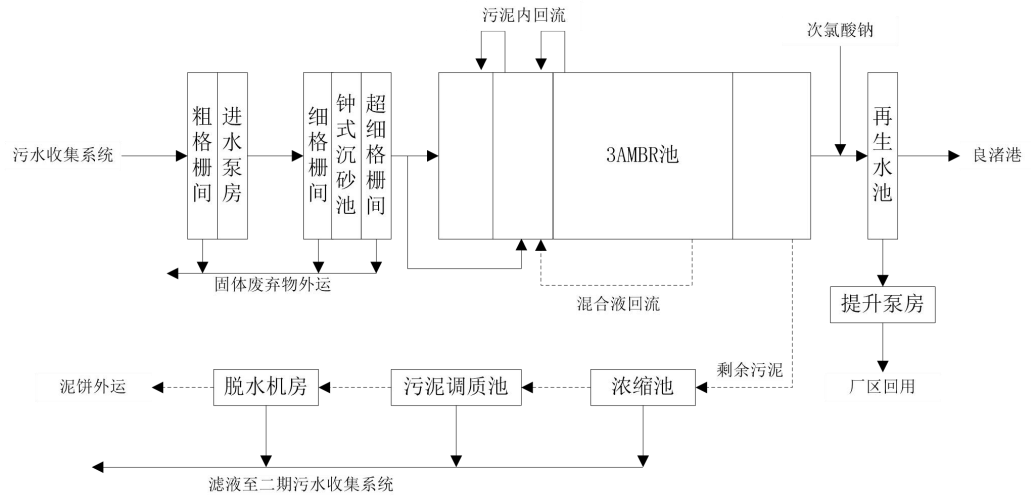 污泥内回流
次氯酸钠
污水收集系统
粗格栅间
进水泵房
细格栅间
钟式沉砂池
超细格栅间
3AMBR池
再生水池
良渚港
固体废弃物外运
混合液回流
提升泵房
剩余污泥
泥饼外运
脱水机房
污泥调质池
浓缩池
厂区回用
滤液至二期污水收集系统